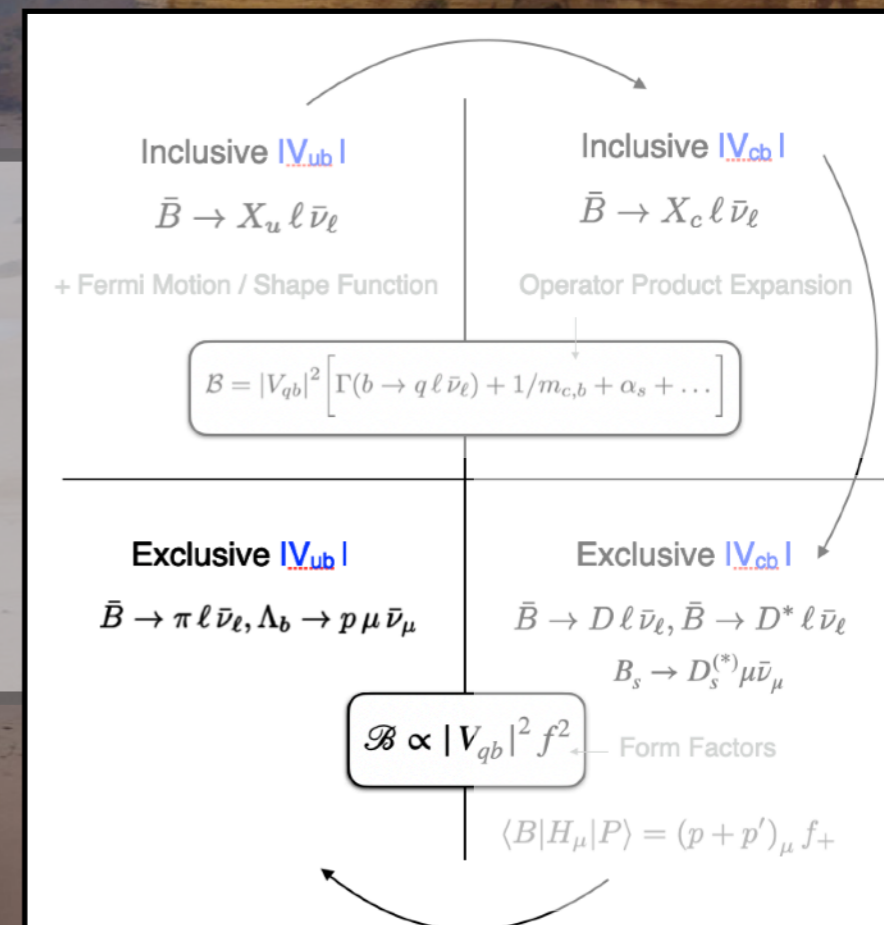 Inclusive |V_ub|
B̄ → X_u ℓ ν̄_ℓ
+ Fermi Motion / Shape Function
Inclusive |V_cb|
B̄ → X_c ℓ ν̄_ℓ
Operator Product Expansion
ℬ = |V_qb|² [Γ(b → q ℓ ν̄_ℓ) + 1/m_c,b + α_s + …]
Exclusive |V_ub|
B̄ → π ℓ ν̄_ℓ, Λ_b → p μ ν̄_μ
Exclusive |V_cb|
B̄ → D ℓ ν̄_ℓ, B̄ → D* ℓ ν̄_ℓ
B_s → D_s^(*) μ ν̄_μ
ℬ ∝ |V_qb|² f²
Form Factors
⟨B|H_μ|P⟩ = (p + p′)_μ f_+